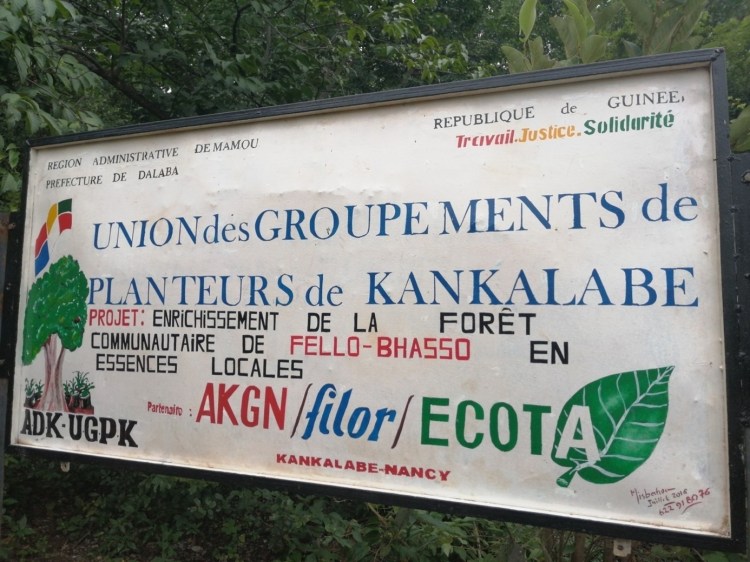 REGION ADMINISTRATIVE DE MAMOU
PREFECTURE DE DALABA
REPUBLIQUE de GUINEE
Travail.Justice.Solidarité
UNION des GROUPEMENTS de
PLANTEURS de KANKALABE
PROJET: ENRICHISSEMENT DE LA FORÊT
COMMUNAUTAIRE DE FELLO-BHASSO EN
ESSENCES LOCALES
ADK-UGPK
Partenaire : AKGN/filor/ECOTA
KANKALABE-NANCY